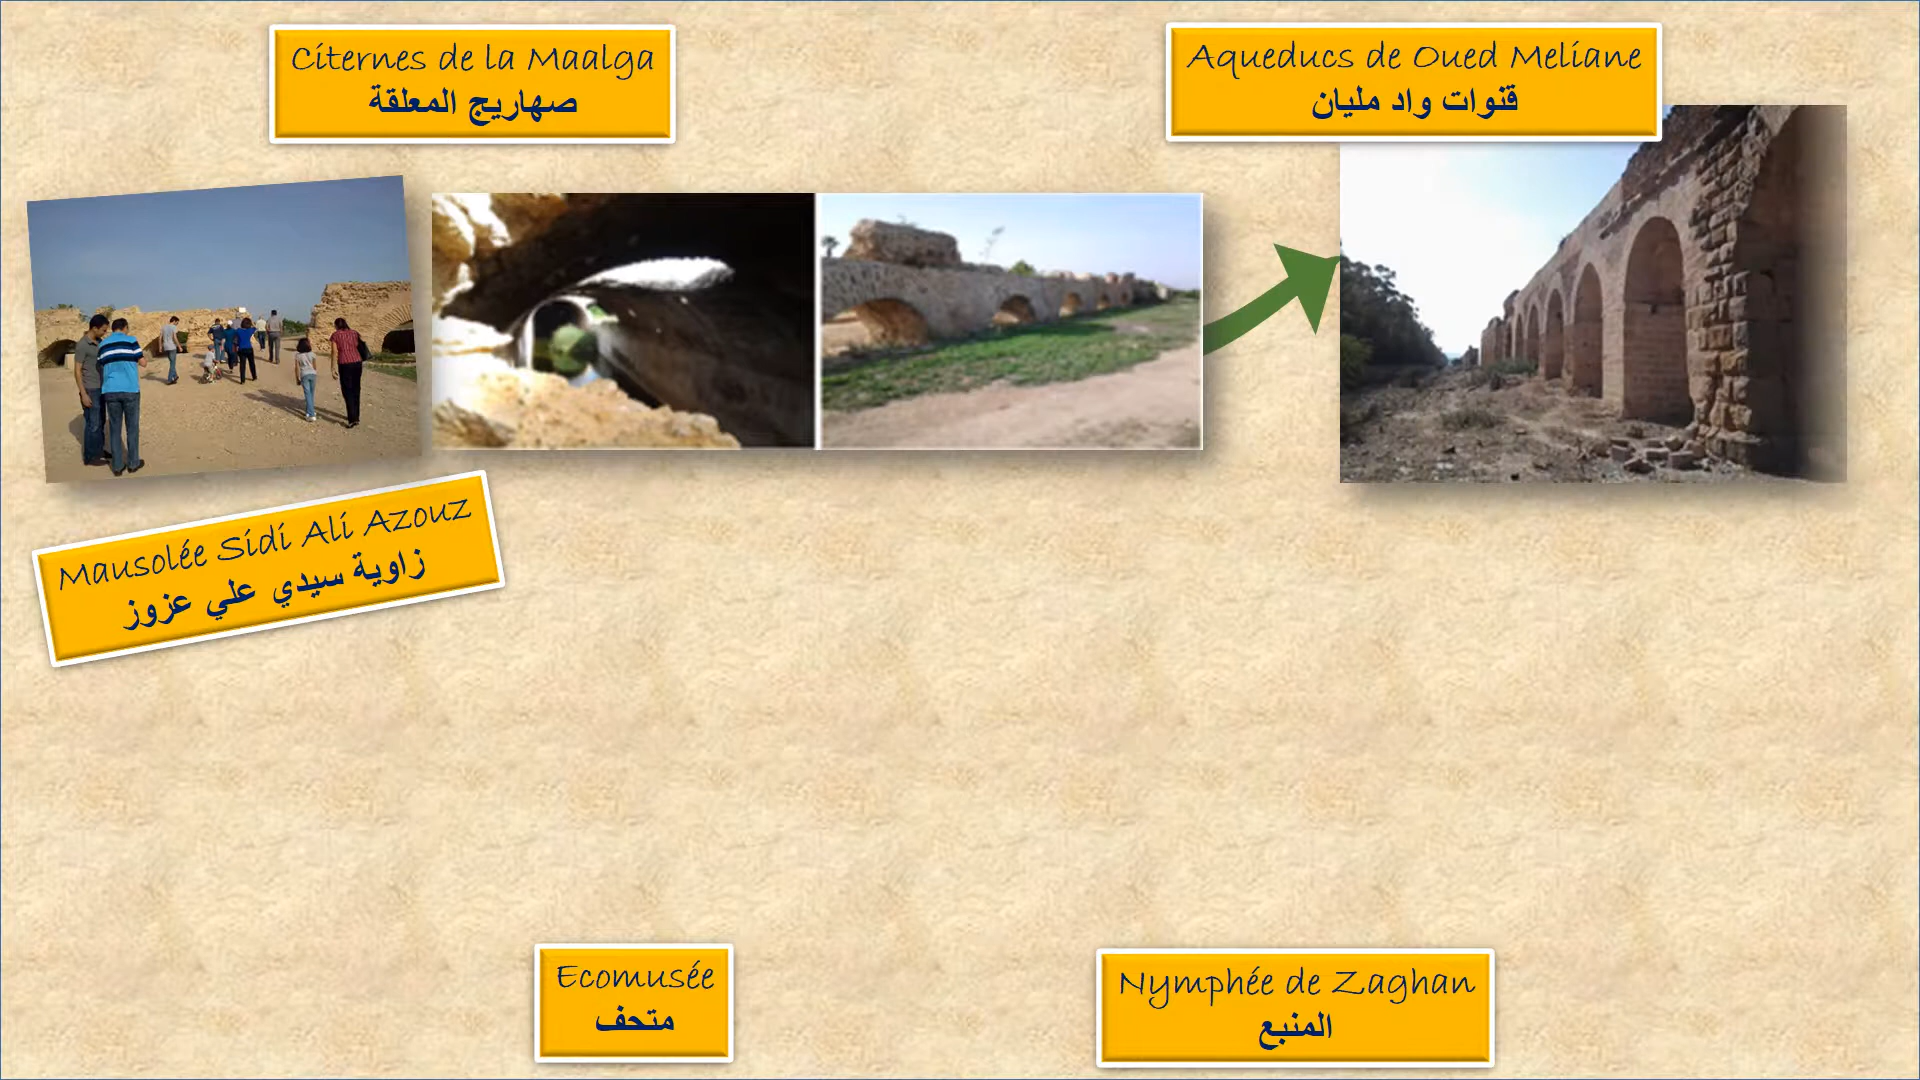 Citernes de la Maalga
صهاريج المعلقة
Aqueducs de Oued Meliane
قنوات واد مليان
Mausolée Sidi Ali Azouz
زاوية سيدي علي عزوز
Ecomusée
متحف
Nymphée de Zaghan
المنبع